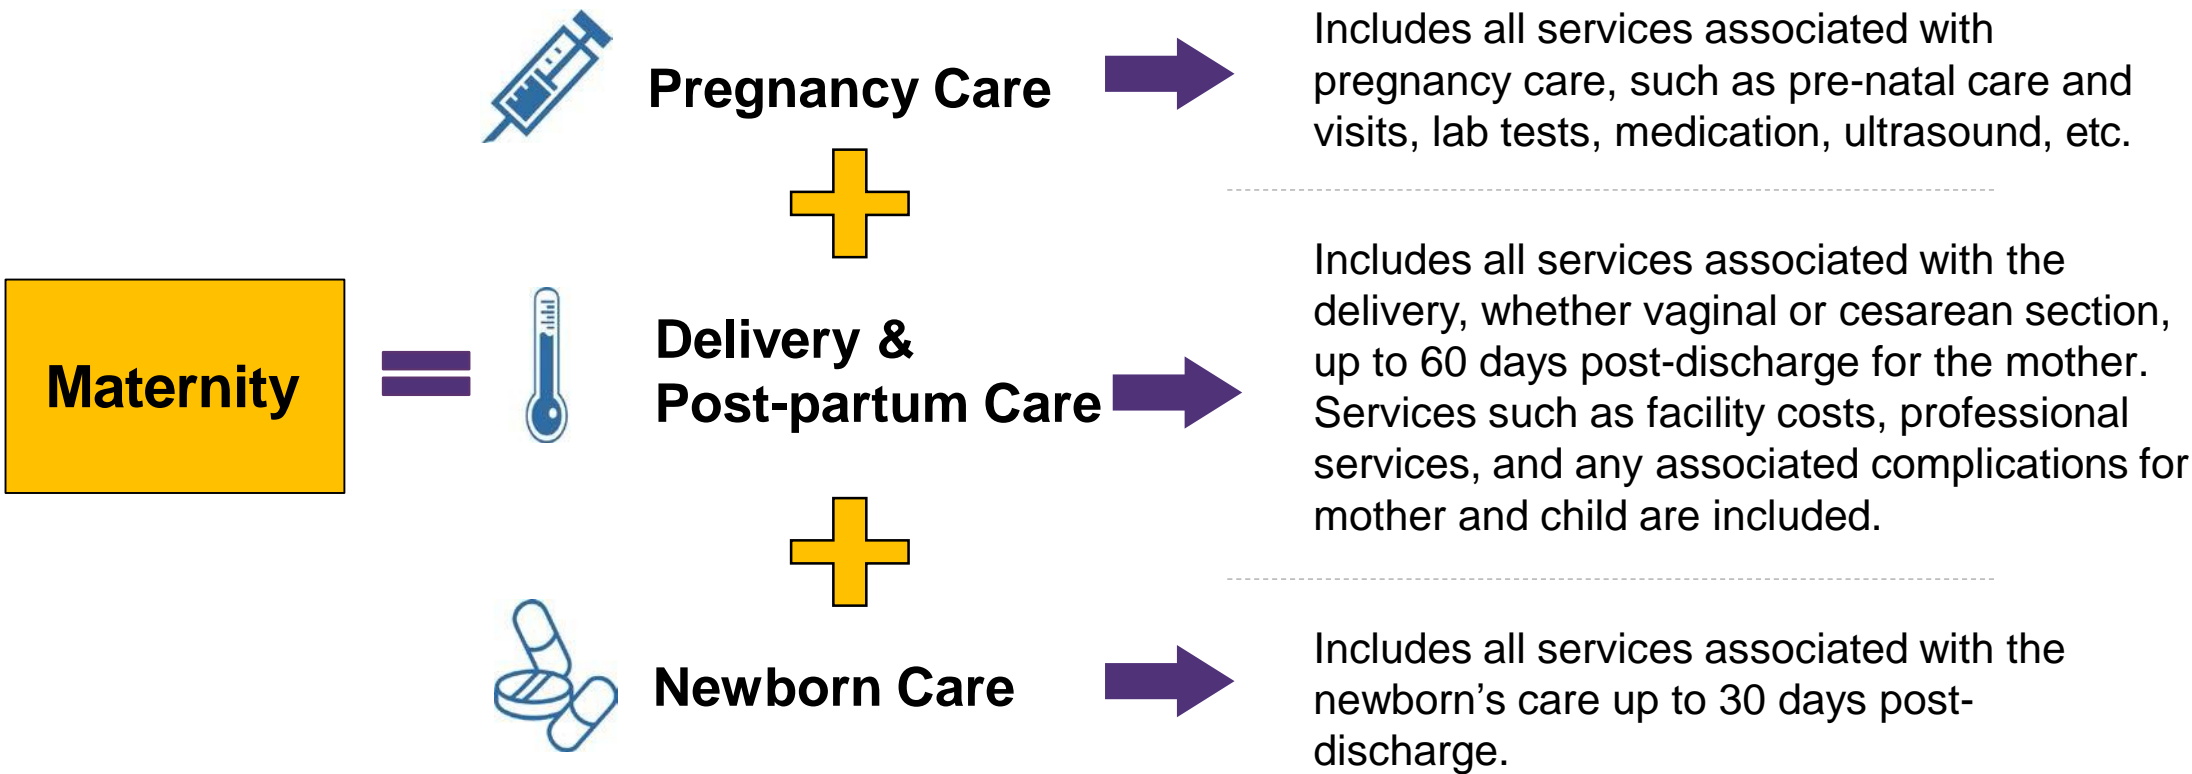 Maternity
Pregnancy Care
Includes all services associated with
pregnancy care, such as pre-natal care and
visits, lab tests, medication, ultrasound, etc.
Delivery &
Post-partum Care
Includes all services associated with the
delivery, whether vaginal or cesarean section,
up to 60 days post-discharge for the mother.
Services such as facility costs, professional
services, and any associated complications for
mother and child are included.
Newborn Care
Includes all services associated with the
newborn’s care up to 30 days post-
discharge.